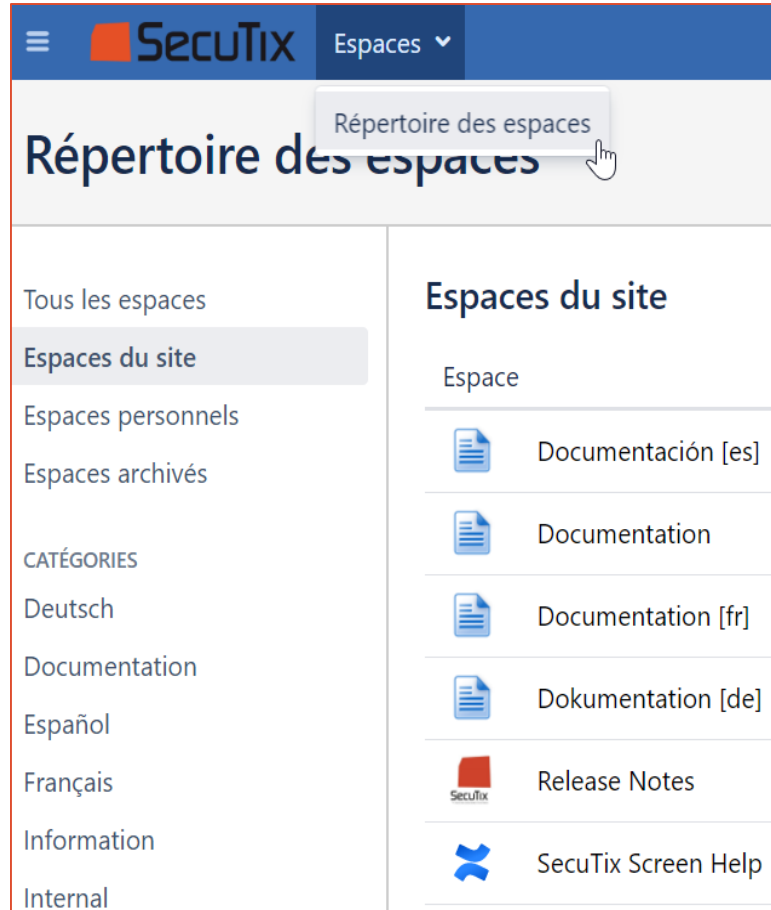 SecuTix Espaces
Répertoire des espaces
Répertoire des espaces
Tous les espaces
Espaces du site
Espaces personnels
Espaces archivés
CATÉGORIES
Deutsch
Documentation
Español
Français
Information
Internal
Espaces du site
Espace
Documentación [es]
Documentation
Documentation [fr]
Dokumentation [de]
SecuTix
Release Notes
SecuTix Screen Help